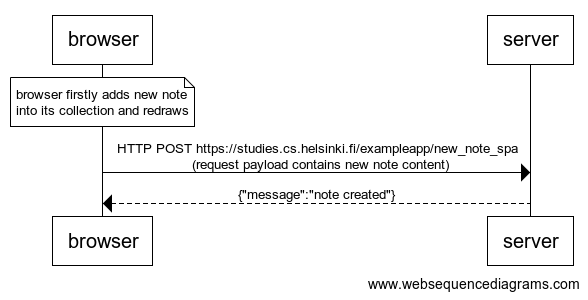 browser
server
browser firstly adds new note
into its collection and redraws
HTTP POST https://studies.cs.helsinki.fi/exampleapp/new_note_spa
(request payload contains new note content)
{"message":"note created"}
browser
server
www.websequencediagrams.com